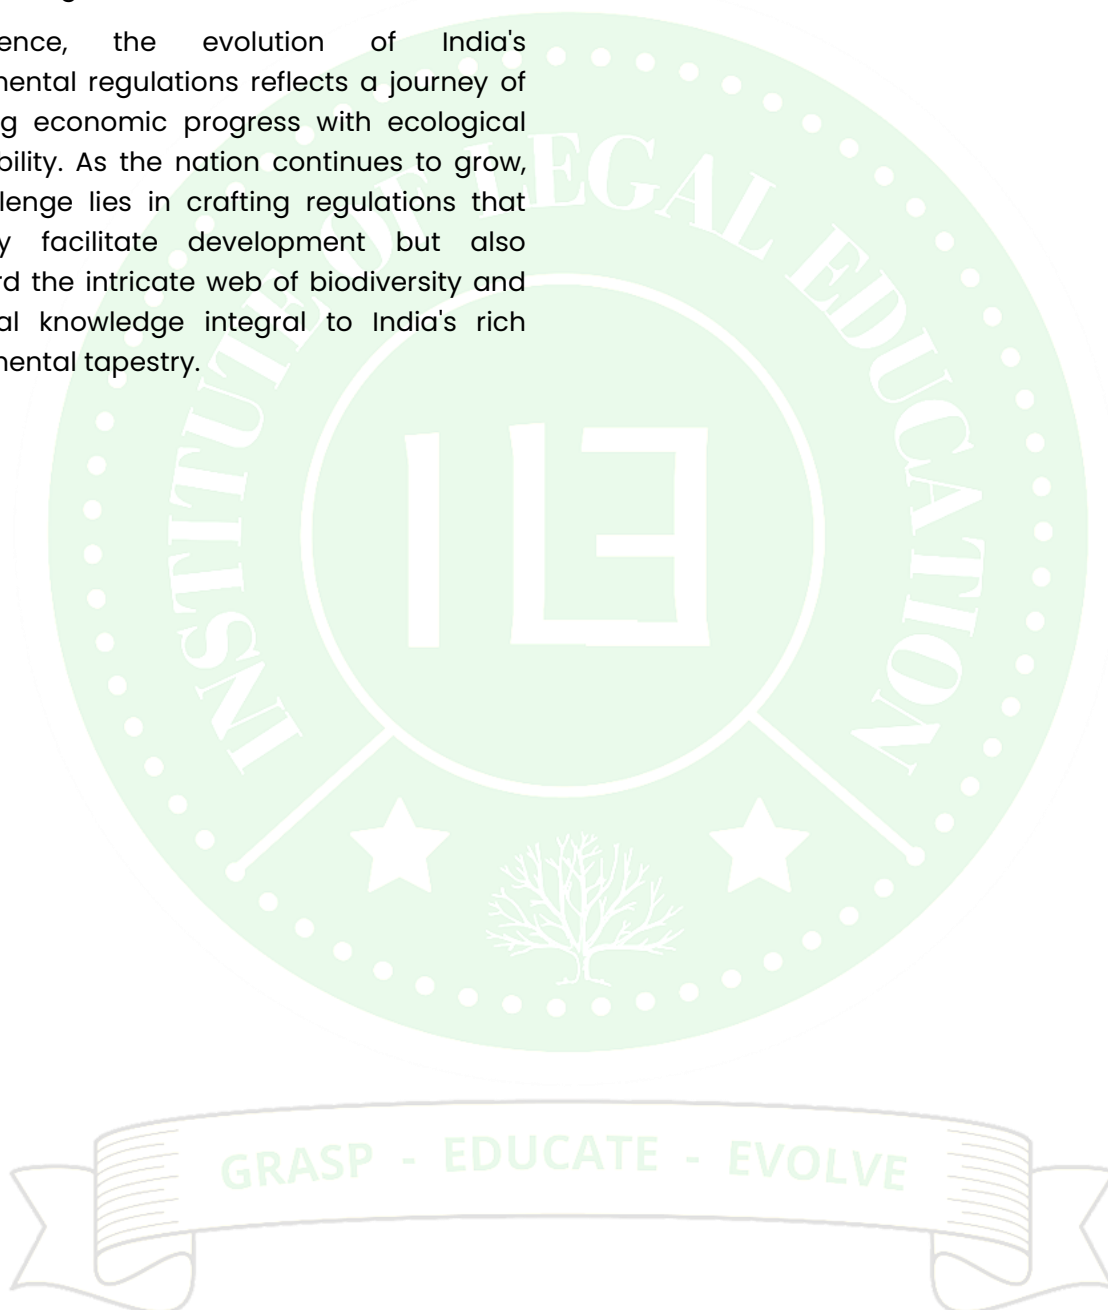 ence, the evolution of India's
mental regulations reflects a journey of
g economic progress with ecological
bility. As the nation continues to grow,
lenge lies in crafting regulations that
y facilitate development but also
rd the intricate web of biodiversity and
al knowledge integral to India's rich
mental tapestry.
INSTITUTE OF LEGAL EDUCATION
ILE
GRASP - EDUCATE - EVOLVE